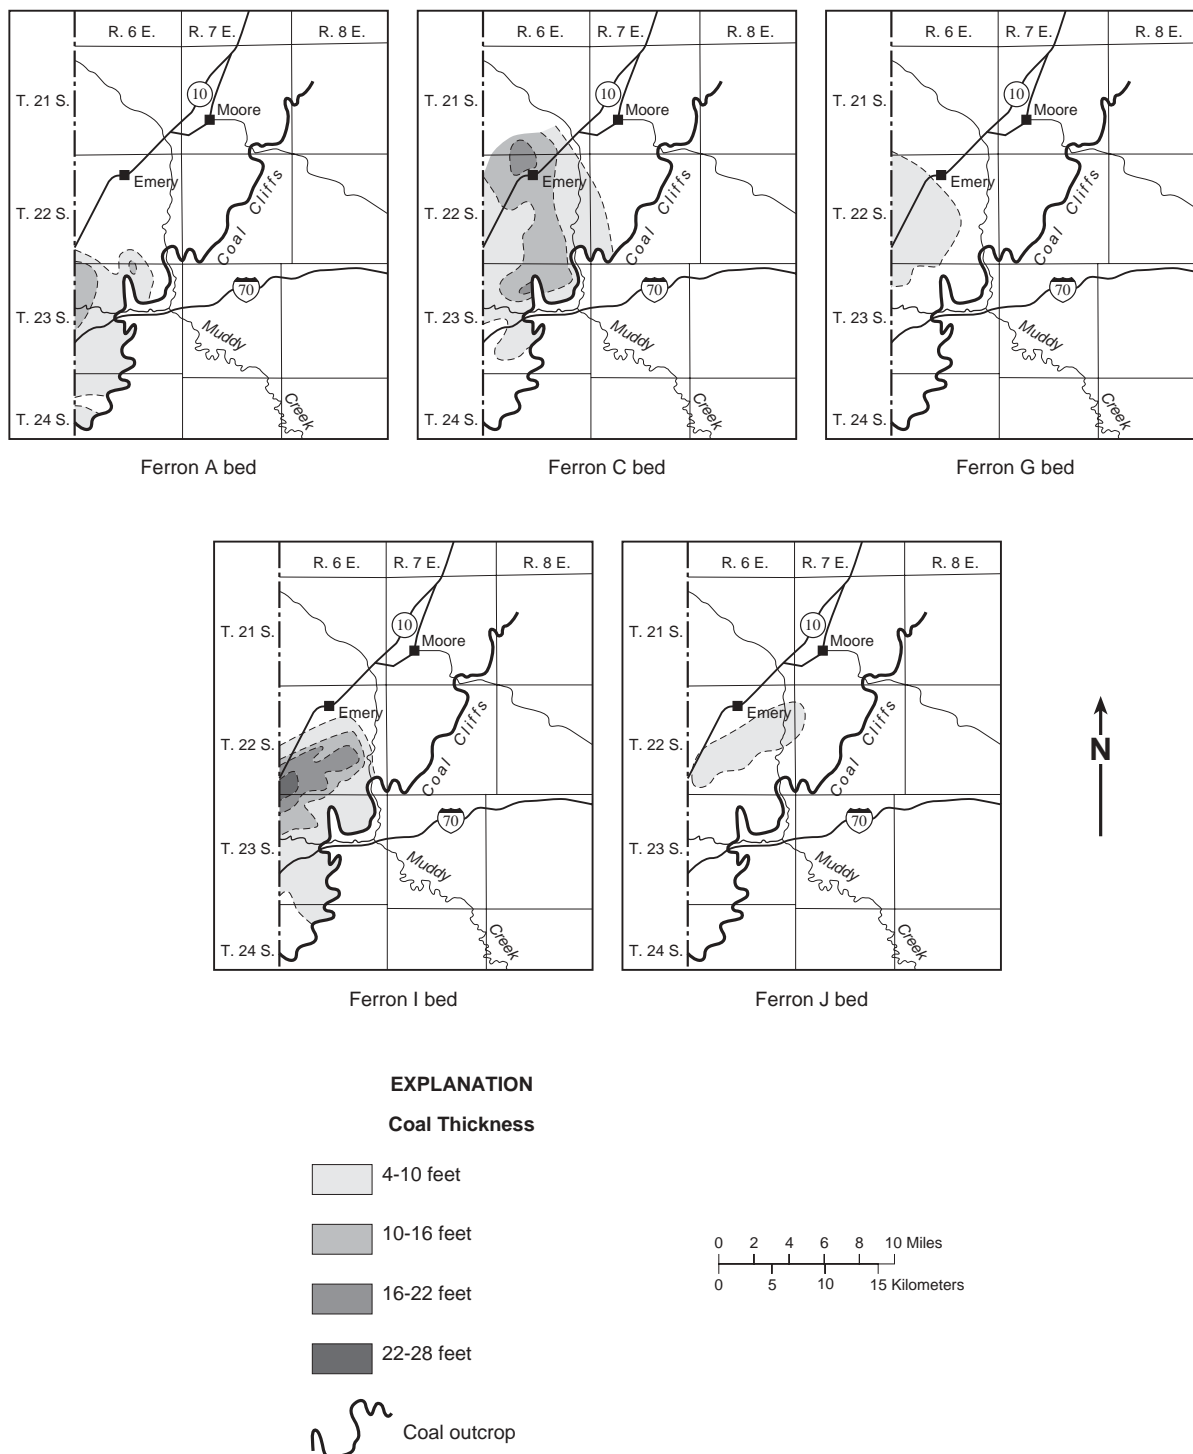 R. 6 E. R. 7 E. R. 8 E.
T. 21 S.
10
Moore
Emery
T. 22 S.
Coal Cliffs
70
T. 23 S.
Muddy
Creek
T. 24 S.
Ferron A bed
R. 6 E. R. 7 E. R. 8 E.
T. 21 S.
10
Moore
Emery
T. 22 S.
Coal Cliffs
70
T. 23 S.
Muddy
Creek
T. 24 S.
Ferron C bed
R. 6 E. R. 7 E. R. 8 E.
T. 21 S.
10
Moore
Emery
T. 22 S.
Coal Cliffs
70
T. 23 S.
Muddy
Creek
T. 24 S.
Ferron G bed
R. 6 E. R. 7 E. R. 8 E.
T. 21 S.
10
Moore
Emery
T. 22 S.
Coal Cliffs
70
T. 23 S.
Muddy
Creek
T. 24 S.
Ferron I bed
R. 6 E. R. 7 E. R. 8 E.
T. 21 S.
10
Moore
Emery
T. 22 S.
Coal Cliffs
70
T. 23 S.
Muddy
Creek
T. 24 S.
Ferron J bed
N
EXPLANATION
Coal Thickness
4-10 feet
10-16 feet
16-22 feet
22-28 feet
Coal outcrop
0 2 4 6 8 10 Miles
0 5 10 15 Kilometers